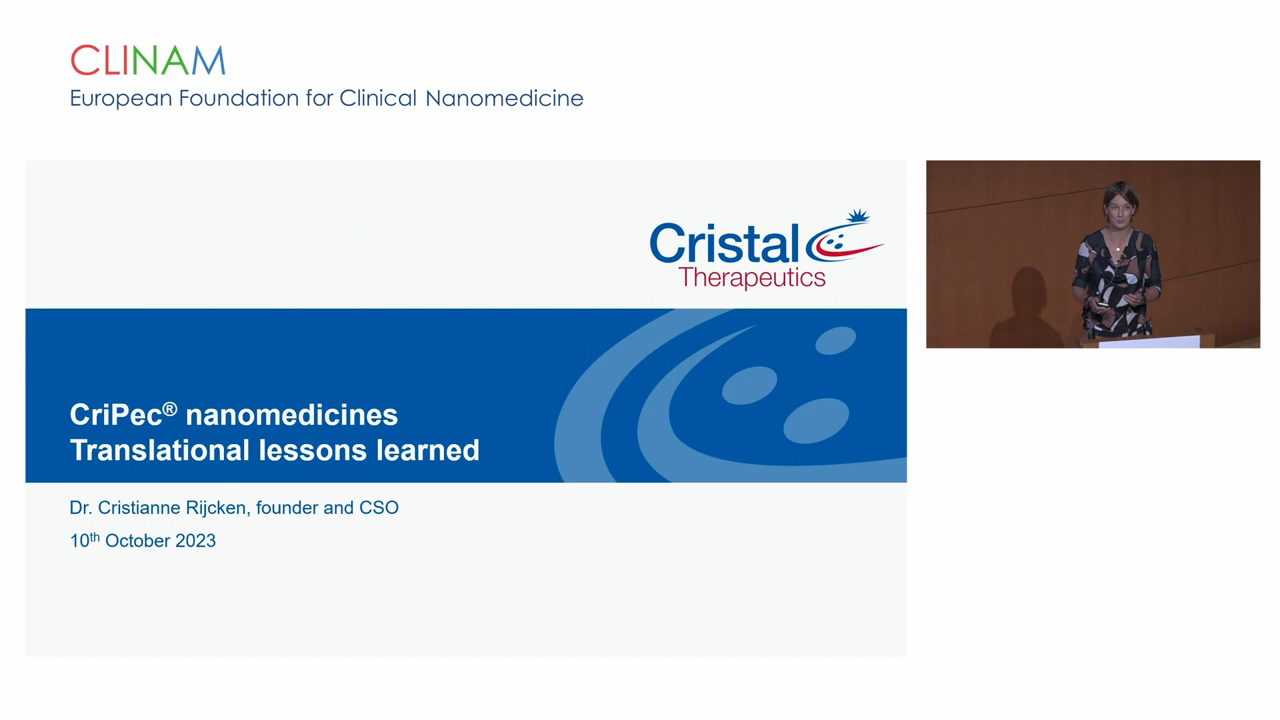 CLINAM
European Foundation for Clinical Nanomedicine
Cristal
Therapeutics
CriPec® nanomedicines
Translational lessons learned
Dr. Cristianne Rijcken, founder and CSO
10th October 2023